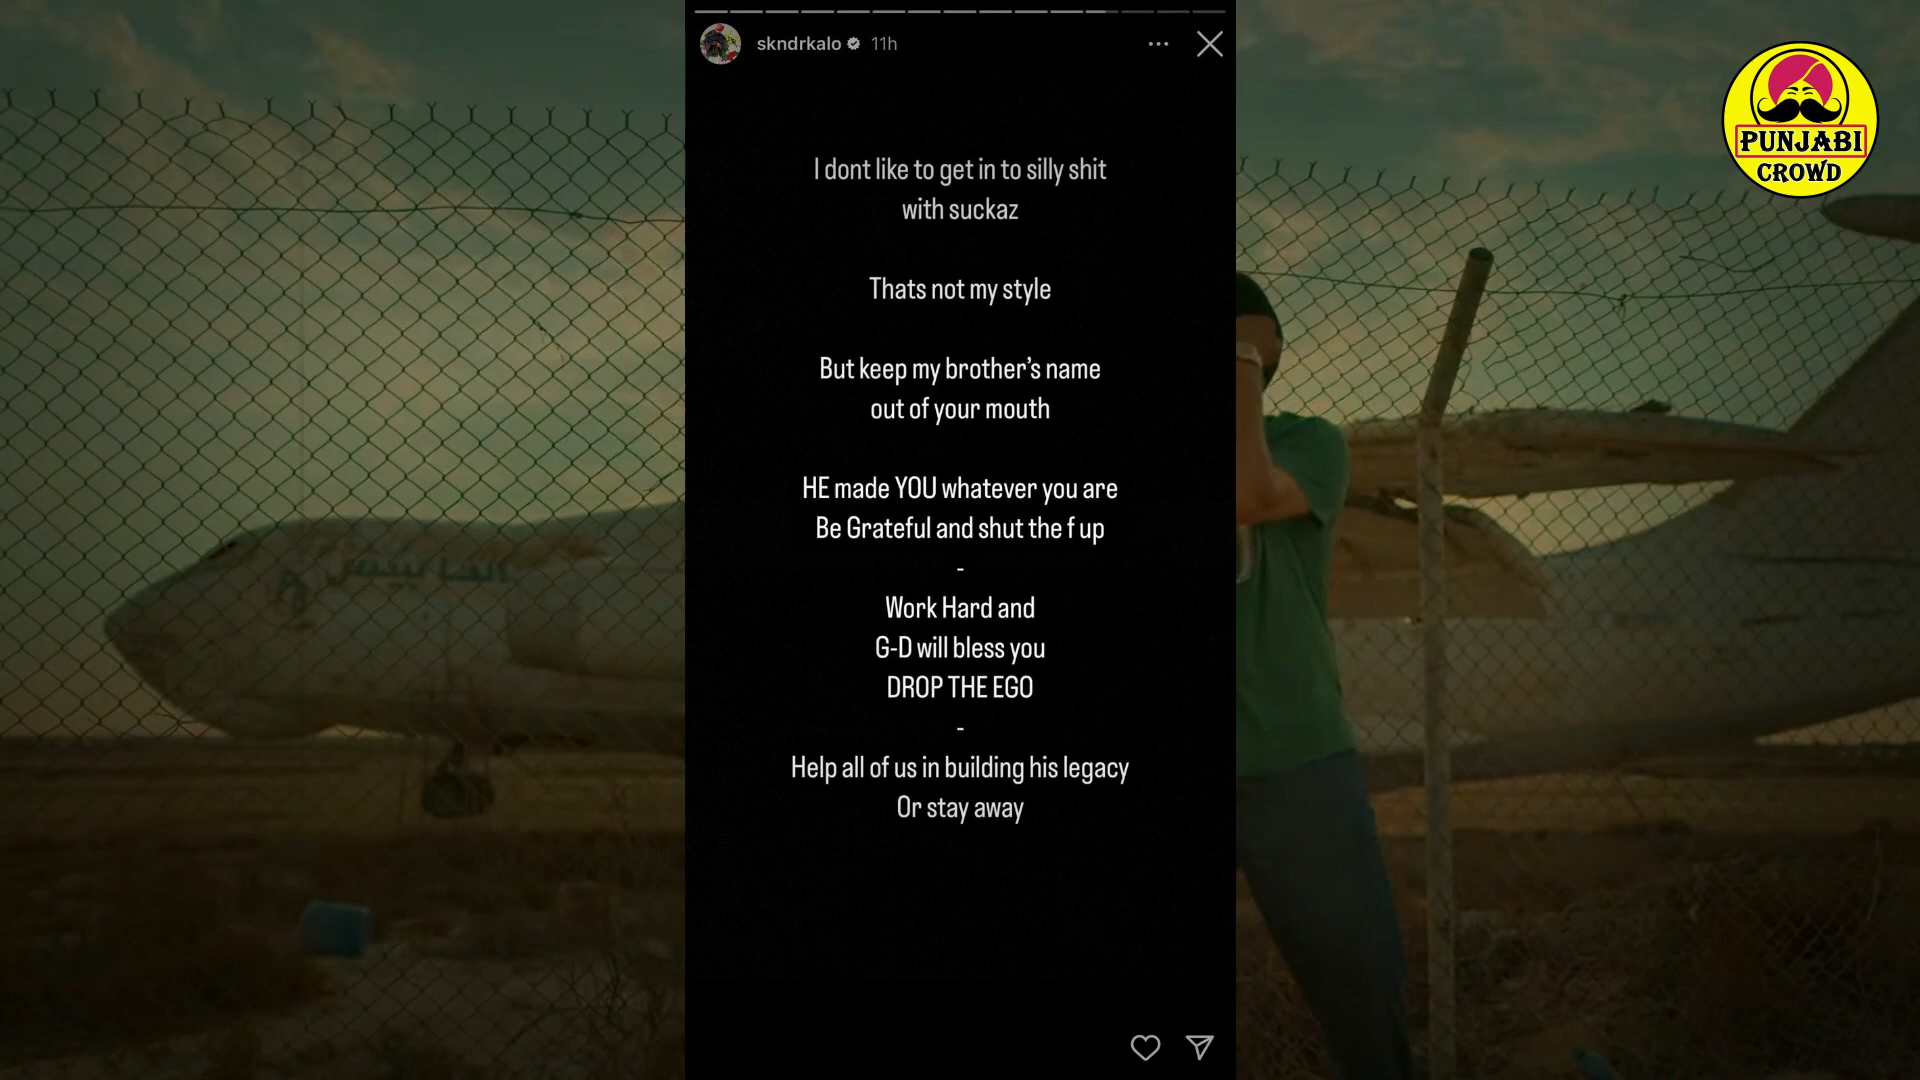 skndrkalo 11h
I dont like to get in to silly shit
with suckaz
Thats not my style
But keep my brother’s name
out of your mouth
HE made YOU whatever you are
Be Grateful and shut the f up
-
Work Hard and
G-D will bless you
DROP THE EGO
-
Help all of us in building his legacy
Or stay away
PUNJABI
CROWD